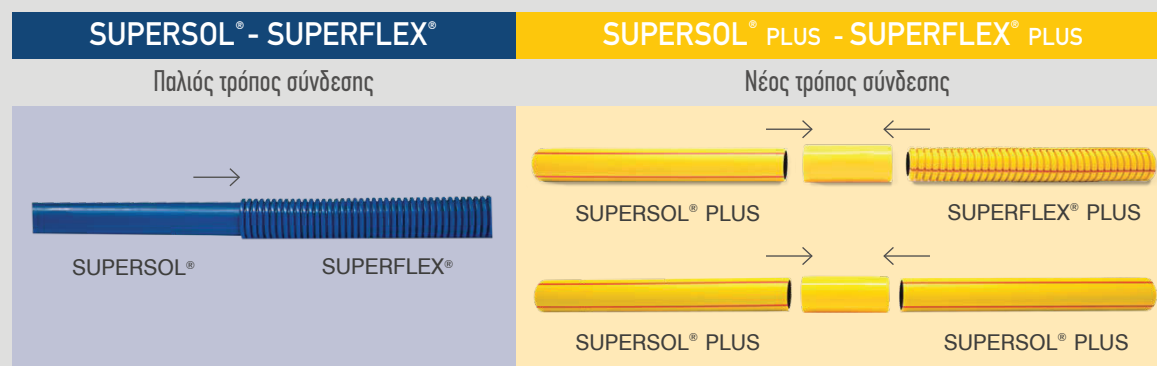 SUPERSOL® - SUPERFLEX®
Παλιός τρόπος σύνδεσης
SUPERSOL®
SUPERFLEX®
SUPERSOL® PLUS - SUPERFLEX® PLUS
Νέος τρόπος σύνδεσης
SUPERSOL® PLUS
SUPERFLEX® PLUS
SUPERSOL® PLUS
SUPERSOL® PLUS